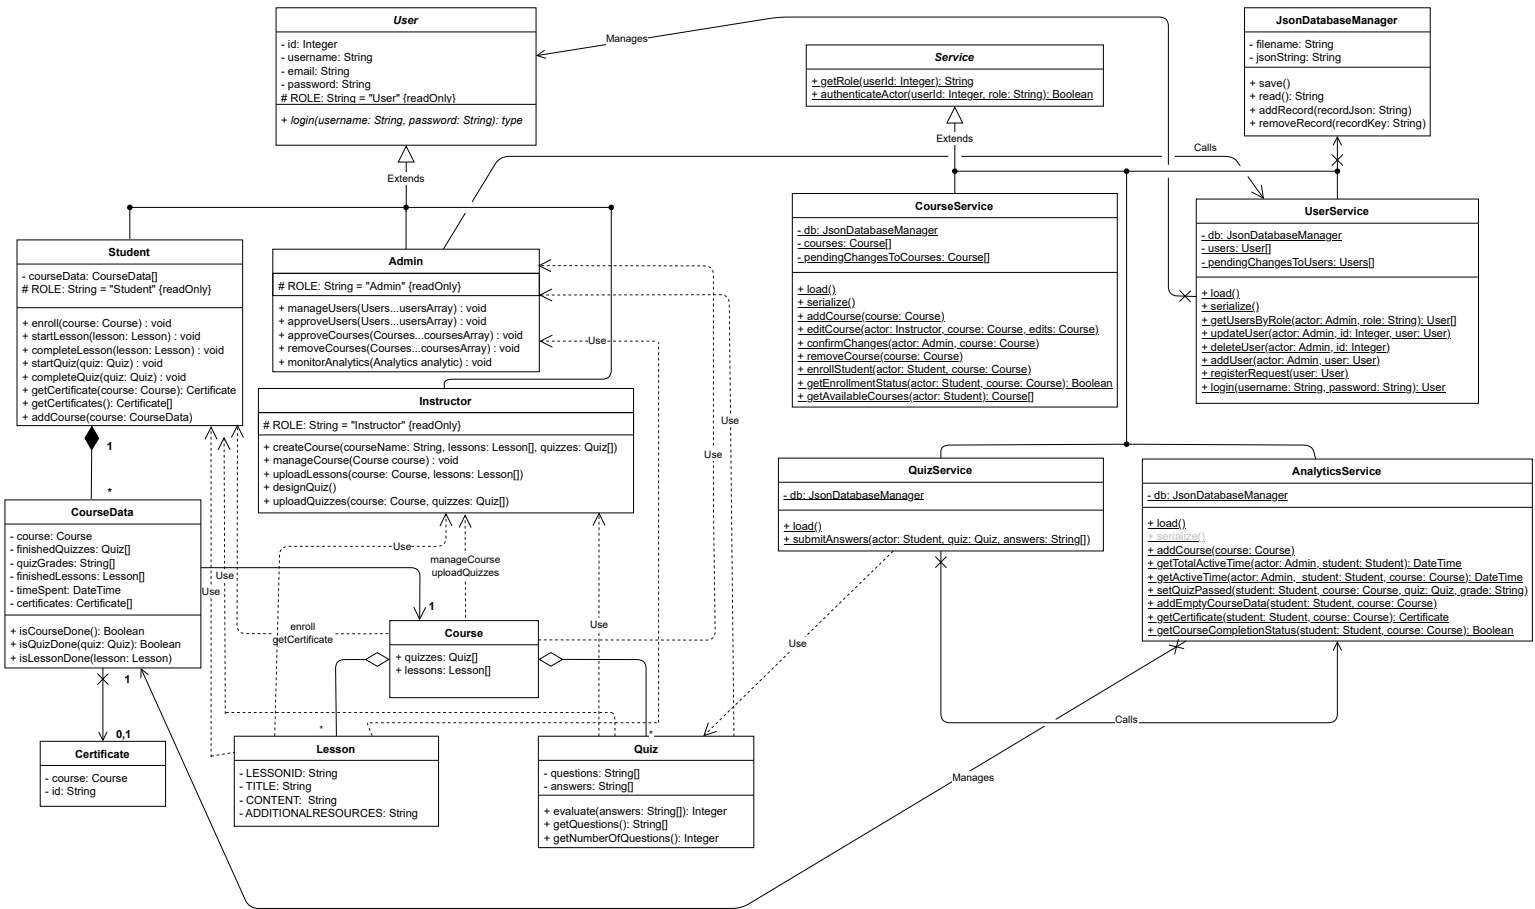 User
- id: Integer
- username: String
- email: String
- password: String
# ROLE: String = "User" {readOnly}
+ login(username: String, password: String): type
Manages
Service
+ getRole(userId: Integer): String
+ authenticateActor(userId: Integer, role: String): Boolean
JsonDatabaseManager
- filename: String
- jsonString: String
+ save()
+ read(): String
+ addRecord(recordJson: String)
+ removeRecord(recordKey: String)
Extends
Extends
Calls
Student
- courseData: CourseData[]
# ROLE: String = "Student" {readOnly}
+ enroll(course: Course) : void
+ startLesson(lesson: Lesson) : void
+ completeLesson(lesson: Lesson) : void
+ startQuiz(quiz: Quiz) : void
+ completeQuiz(quiz: Quiz) : void
+ getCertificate(course: Course): Certificate
+ getCertificates(): Certificate[]
+ addCourse(course: CourseData)
Admin
# ROLE: String = "Admin" {readOnly}
+ manageUsers(Users...usersArray) : void
+ approveUsers(Users...usersArray) : void
+ approveCourses(Courses...coursesArray) : void
+ removeCourses(Courses...coursesArray) : void
+ monitorAnalytics(Analytics analytic) : void
Use
Instructor
# ROLE: String = "Instructor" {readOnly}
+ createCourse(courseName: String, lessons: Lesson[], quizzes: Quiz[])
+ manageCourse(Course course) : void
+ uploadLessons(course: Course, lessons: Lesson[])
+ designQuiz()
+ uploadQuizzes(course: Course, quizzes: Quiz[])
Use
Use
CourseService
- db: JsonDatabaseManager
- courses: Course[]
- pendingChangesToCourses: Course[]
+ load()
+ serialize()
+ addCourse(course: Course)
+ editCourse(actor: Instructor, course: Course, edits: Course)
+ confirmChanges(actor: Admin, course: Course)
+ removeCourse(course: Course)
+ enrollStudent(actor: Student, course: Course)
+ getEnrollmentStatus(actor: Student, course: Course): Boolean
+ getAvailableCourses(actor: Student): Course[]
UserService
- db: JsonDatabaseManager
- users: User[]
- pendingChangesToUsers: Users[]
+ load()
+ serialize()
+ getUsersByRole(actor: Admin, role: String): User[]
+ updateUser(actor: Admin, id: Integer, user: User)
+ deleteUser(actor: Admin, id: Integer)
+ addUser(actor: Admin, user: User)
+ registerRequest(user: User)
+ login(username: String, password: String): User
1
*
CourseData
- course: Course
- finishedQuizzes: Quiz[]
- quizGrades: String[]
- finishedLessons: Lesson[]
- timeSpent: DateTime
- certificates: Certificate[]
+ isCourseDone(): Boolean
+ isQuizDone(quiz: Quiz): Boolean
+ isLessonDone(lesson: Lesson)
Use
Use
Use
manageCourse
uploadQuizzes
1
enroll
getCertificate
Use
Course
+ quizzes: Quiz[]
+ lessons: Lesson[]
QuizService
- db: JsonDatabaseManager
+ load()
+ submitAnswers(actor: Student, quiz: Quiz, answers: String[])
AnalyticsService
- db: JsonDatabaseManager
+ load()
+ serialize()
+ addCourse(course: Course)
+ getTotalActiveTime(actor: Admin, student: Student): DateTime
+ getActiveTime(actor: Admin,  student: Student, course: Course): DateTime
+ setQuizPassed(student: Student, course: Course, quiz: Quiz, grade: String)
+ addEmptyCourseData(student: Student, course: Course)
+ getCertificate(student: Student, course: Course): Certificate
+ getCourseCompletionStatus(student: Student, course: Course): Boolean
Use
1
0,1
Certificate
- course: Course
- id: String
*
Lesson
- LESSONID: String
- TITLE: String
- CONTENT:  String
- ADDITIONALRESOURCES: String
*
Quiz
- questions: String[]
- answers: String[]
+ evaluate(answers: String[]): Integer
+ getQuestions(): String[]
+ getNumberOfQuestions(): Integer
Calls
Manages